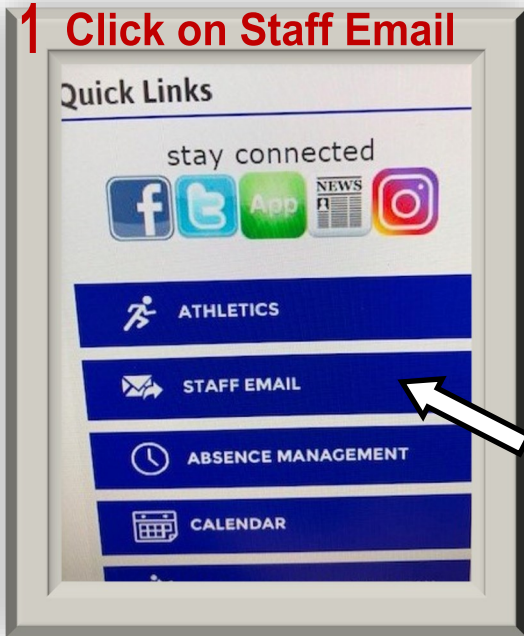 1 Click on Staff Email
Quick Links
stay connected
f
App
NEWS
ATHLETICS
STAFF EMAIL
ABSENCE MANAGEMENT
CALENDAR